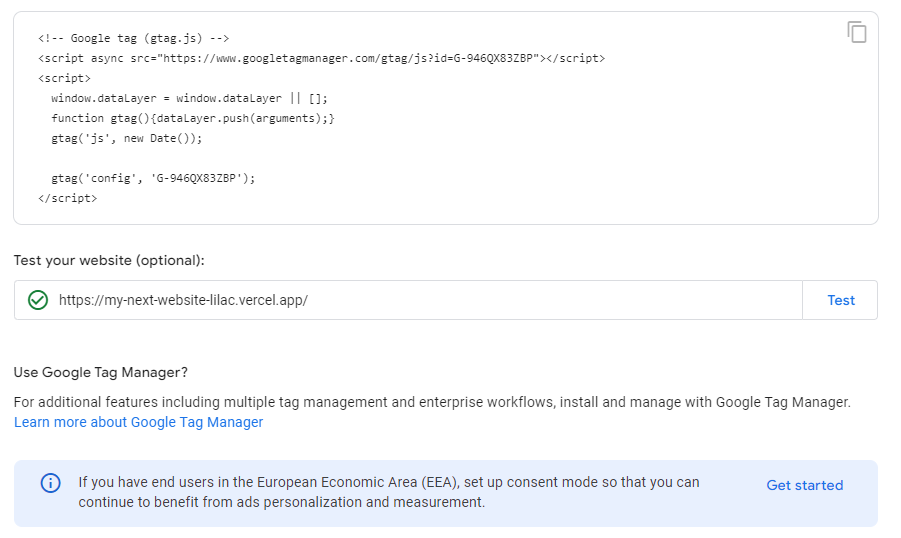 <!-- Google tag (gtag.js) -->
<script async src="https://www.googletagmanager.com/gtag/js?id=G-946QX83ZBP"></script>
<script>
  window.dataLayer = window.dataLayer || [];
  function gtag(){dataLayer.push(arguments);}
  gtag('js', new Date());

  gtag('config', 'G-946QX83ZBP');
</script>
Test your website (optional):
https://my-next-website-lilac.vercel.app/ Test
Use Google Tag Manager?
For additional features including multiple tag management and enterprise workflows, install and manage with Google Tag Manager.
Learn more about Google Tag Manager
If you have end users in the European Economic Area (EEA), set up consent mode so that you can
continue to benefit from ads personalization and measurement.
Get started